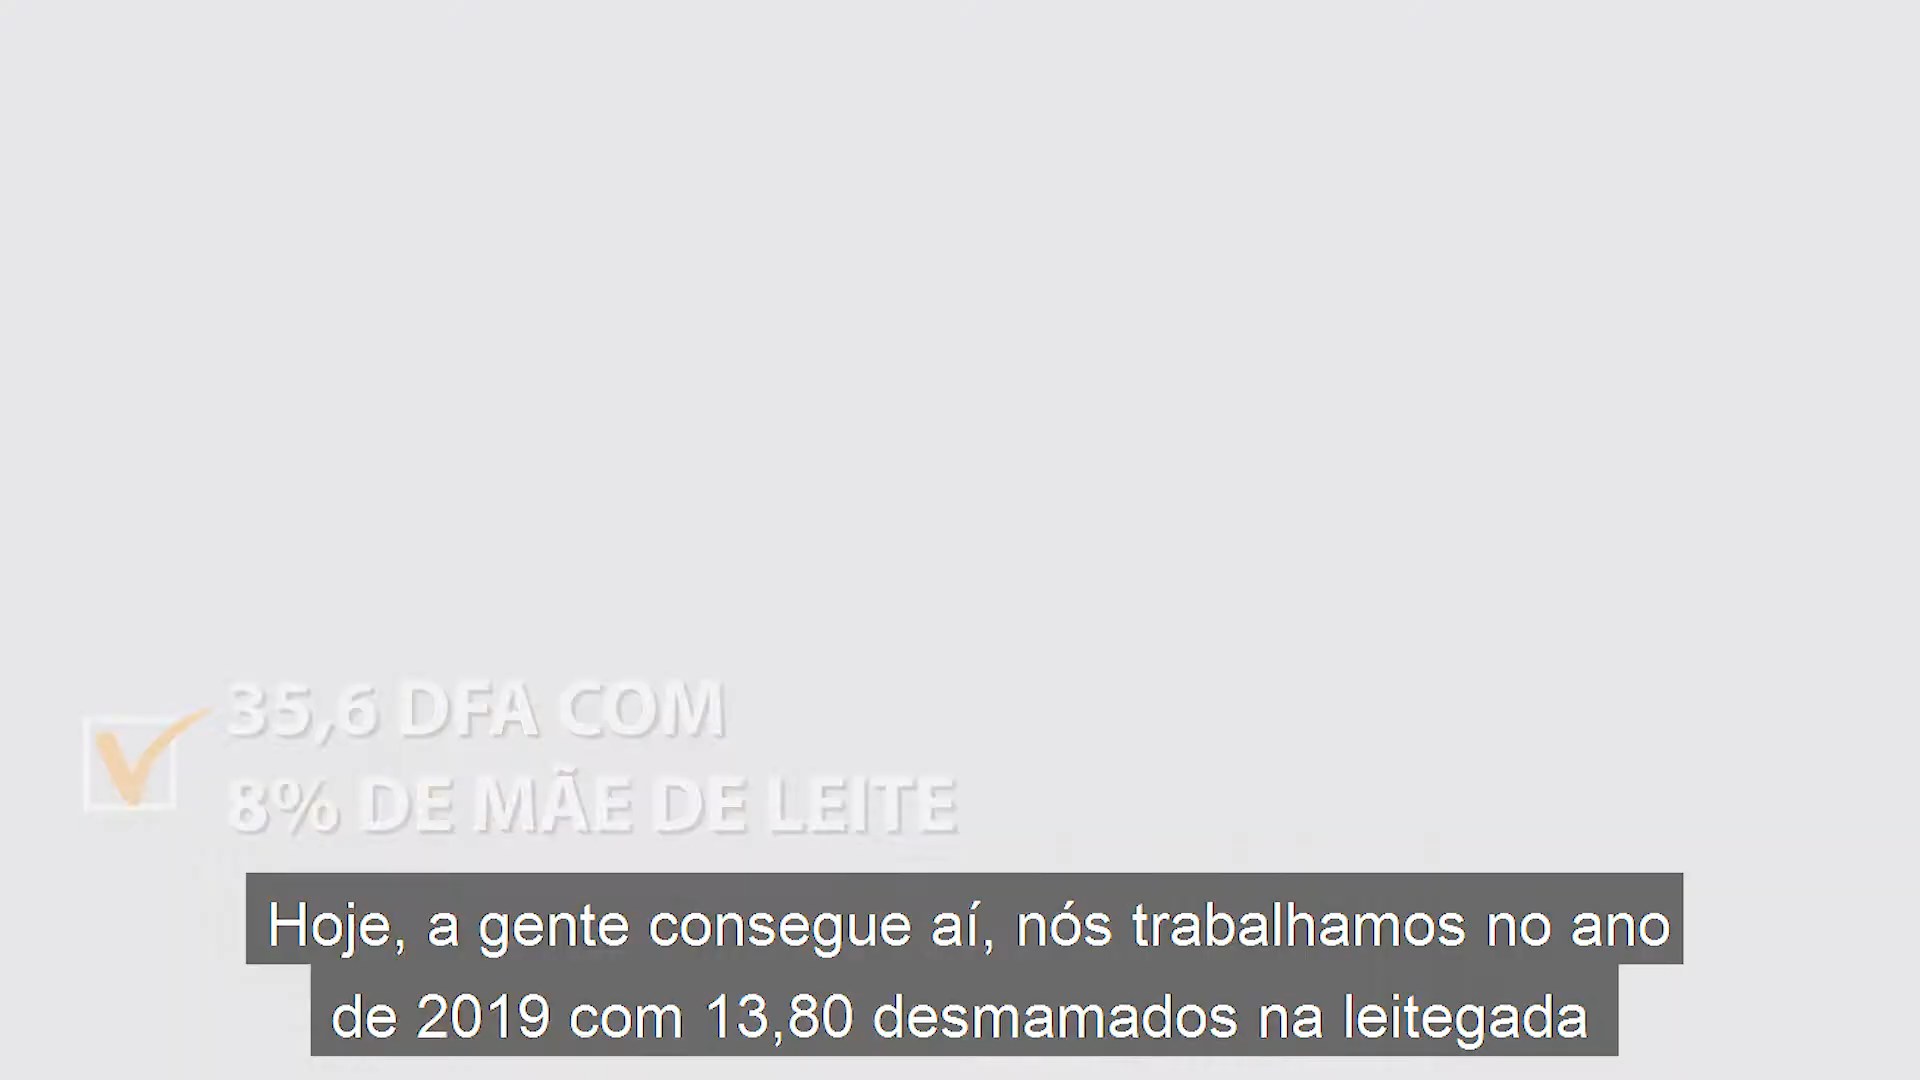 35,6 DFA COM
8% DE MÃE DE LEITE
Hoje, a gente consegue aí, nós trabalhamos no ano
de 2019 com 13,80 desmamados na leitegada